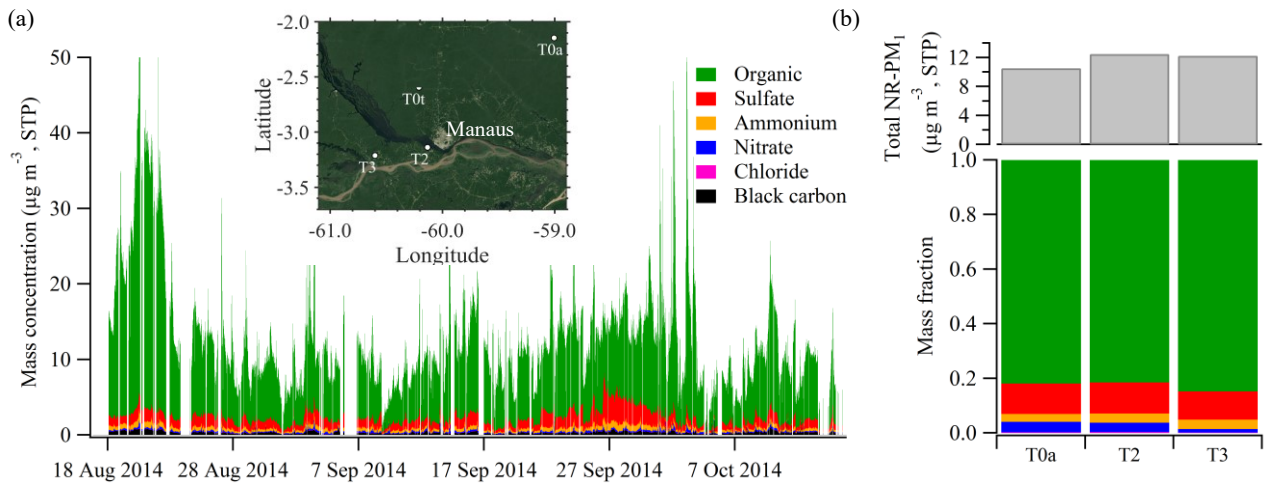 (a)
Mass concentration (µg m⁻³, STP)
50
40
30
20
10
0
18 Aug 2014
28 Aug 2014
7 Sep 2014
17 Sep 2014
27 Sep 2014
7 Oct 2014
Latitude
-2.0
-2.5
-3.0
-3.5
-61.0
-60.0
-59.0
Longitude
T0a
T0t
Manaus
T2
T3
Organic
Sulfate
Ammonium
Nitrate
Chloride
Black carbon
(b)
Total NR-PM₁
(µg m⁻³, STP)
12
8
4
0
Mass fraction
1.0
0.8
0.6
0.4
0.2
0.0
T0a
T2
T3